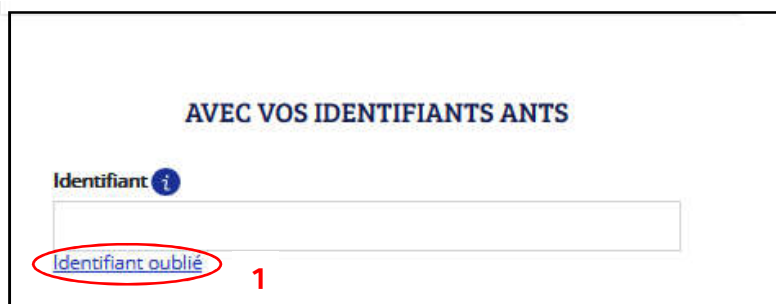 AVEC VOS IDENTIFIANTS ANTS
Identifiant i
Identifiant oublié
1